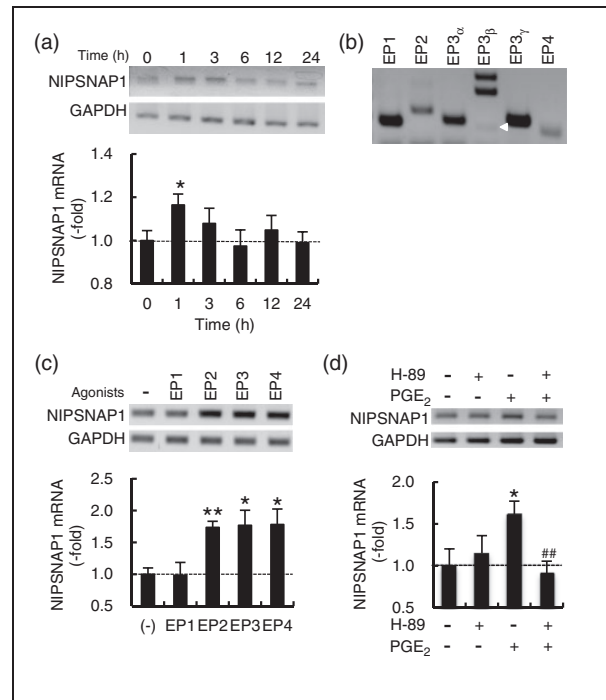 (a)
Time (h) 0 1 3 6 12 24
NIPSNAP1
GAPDH
NIPSNAP1 mRNA
(-fold)
1.4
1.2
1.0
0.8
*
0 1 3 6 12 24
Time (h)
(b)
EP1 EP2 EP3α EP3β EP3γ EP4
(c)
Agonists - EP1 EP2 EP3 EP4
NIPSNAP1
GAPDH
NIPSNAP1 mRNA
(-fold)
2.5
2.0
1.5
1.0
0.5
** * *
(-) EP1 EP2 EP3 EP4
(d)
H-89 - + - +
PGE₂ - - + +
NIPSNAP1
GAPDH
NIPSNAP1 mRNA
(-fold)
2.0
1.5
1.0
0.5
* ##
H-89 - + - +
PGE₂ - - + +